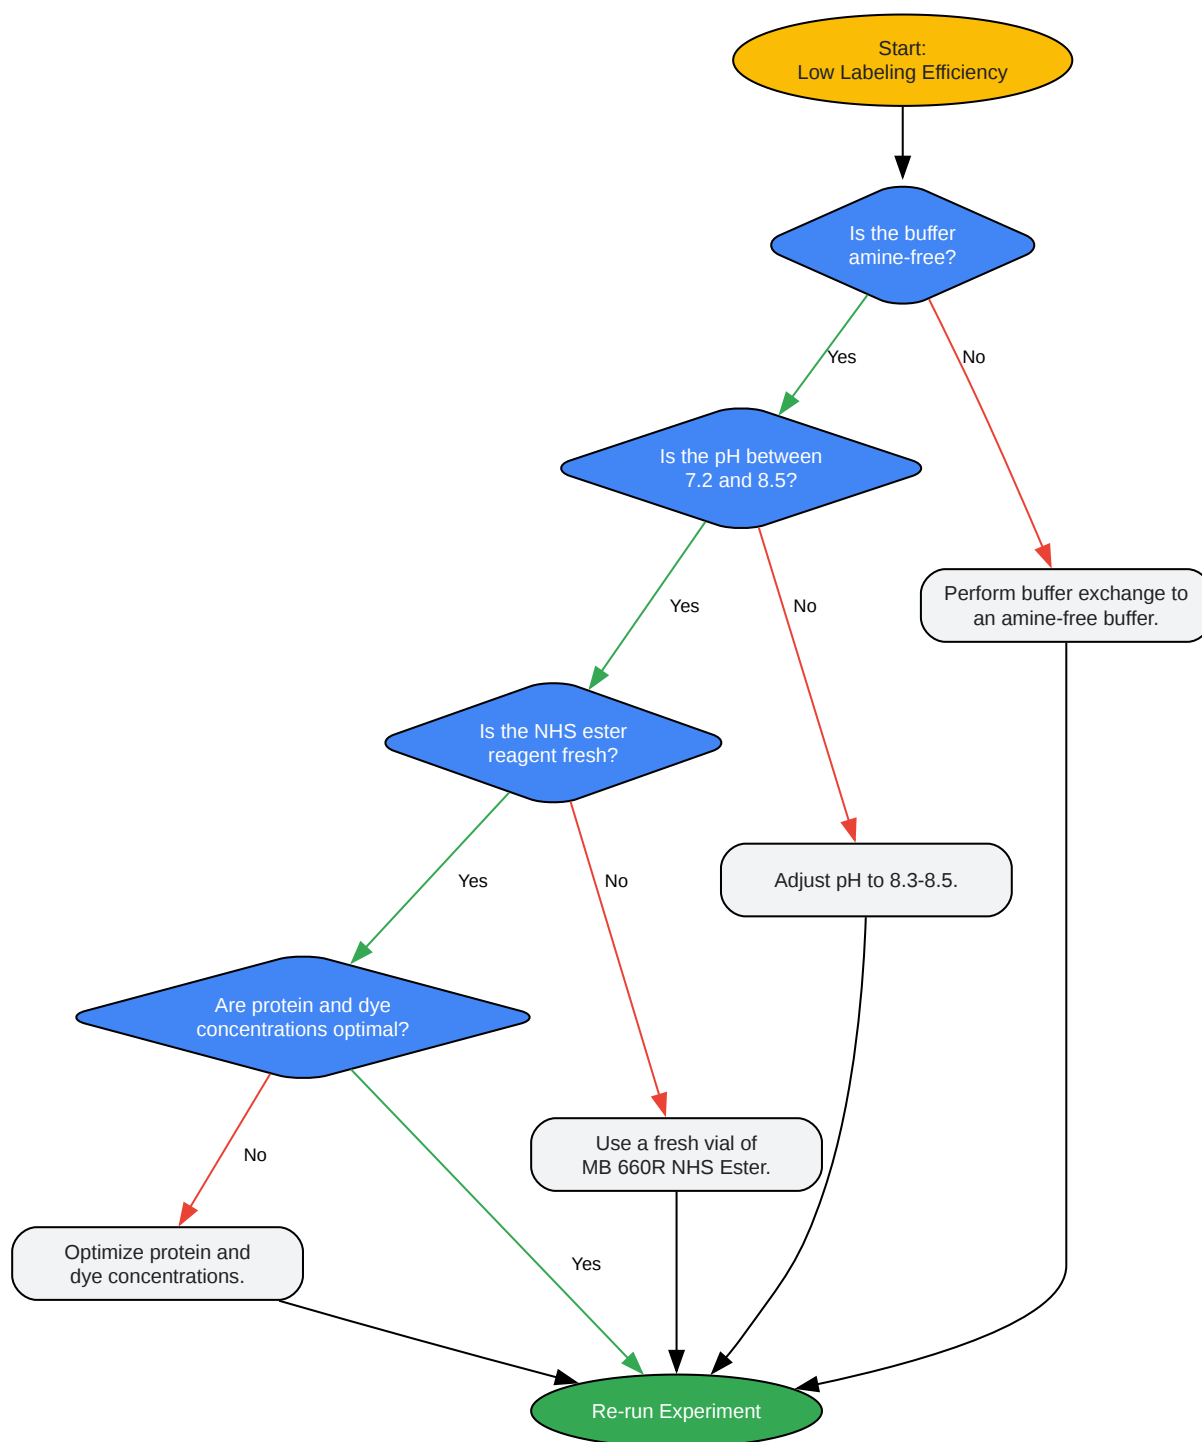 Start:
Low Labeling Efficiency
Is the buffer
amine-free?
Yes
No
Is the pH between
7.2 and 8.5?
Perform buffer exchange to
an amine-free buffer.
Yes
No
Is the NHS ester
reagent fresh?
Yes
No
Adjust pH to 8.3-8.5.
Are protein and dye
concentrations optimal?
No
Use a fresh vial of
MB 660R NHS Ester.
Optimize protein and
dye concentrations.
Yes
Re-run Experiment